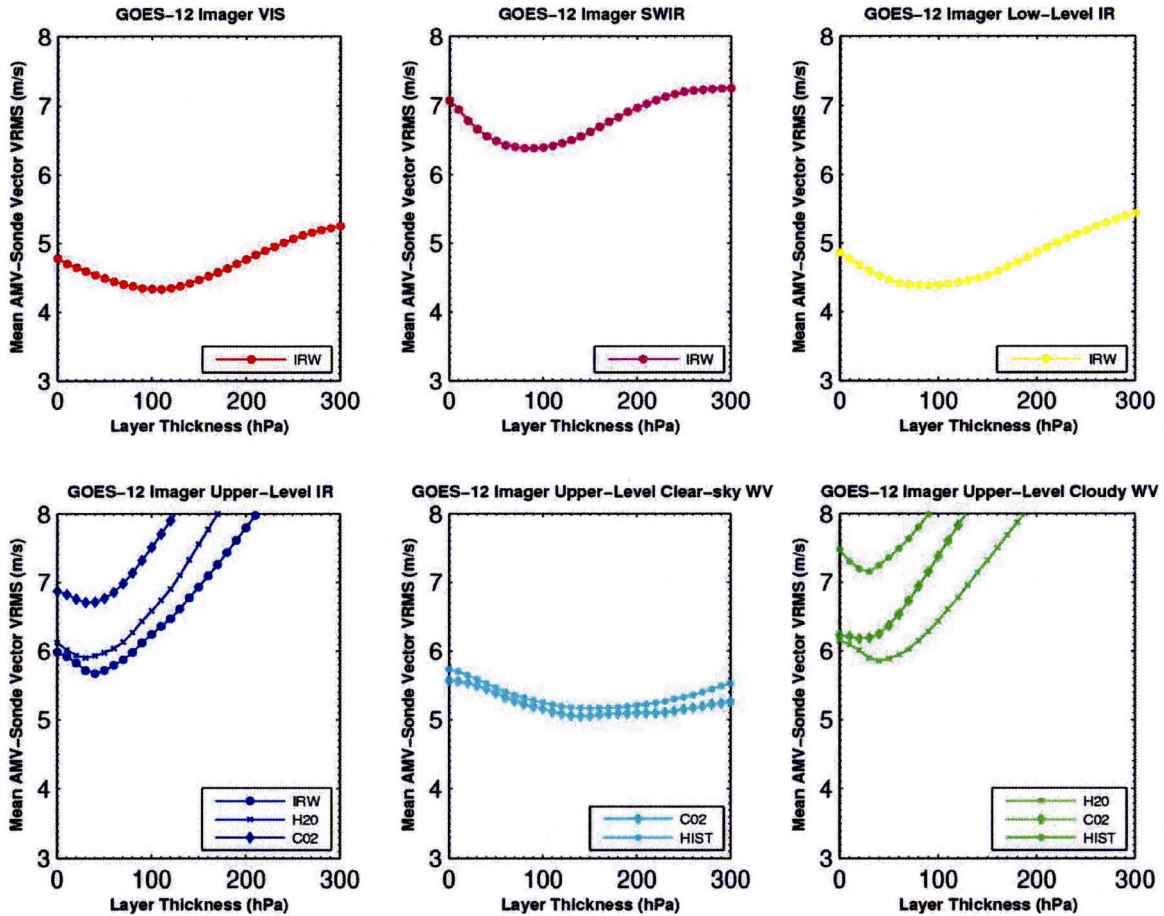 GOES-12 Imager VIS
Mean AMV-Sonde Vector VRMS (m/s)
8
7
6
5
4
3
IRW
0 100 200 300
Layer Thickness (hPa)
GOES-12 Imager SWIR
Mean AMV-Sonde Vector VRMS (m/s)
8
7
6
5
4
3
IRW
0 100 200 300
Layer Thickness (hPa)
GOES-12 Imager Low-Level IR
Mean AMV-Sonde Vector VRMS (m/s)
8
7
6
5
4
3
IRW
0 100 200 300
Layer Thickness (hPa)
GOES-12 Imager Upper-Level IR
Mean AMV-Sonde Vector VRMS (m/s)
8
7
6
5
4
3
IRW
H20
C02
0 100 200 300
Layer Thickness (hPa)
GOES-12 Imager Upper-Level Clear-sky WV
Mean AMV-Sonde Vector VRMS (m/s)
8
7
6
5
4
3
C02
HIST
0 100 200 300
Layer Thickness (hPa)
GOES-12 Imager Upper-Level Cloudy WV
Mean AMV-Sonde Vector VRMS (m/s)
8
7
6
5
4
3
H20
C02
HIST
0 100 200 300
Layer Thickness (hPa)